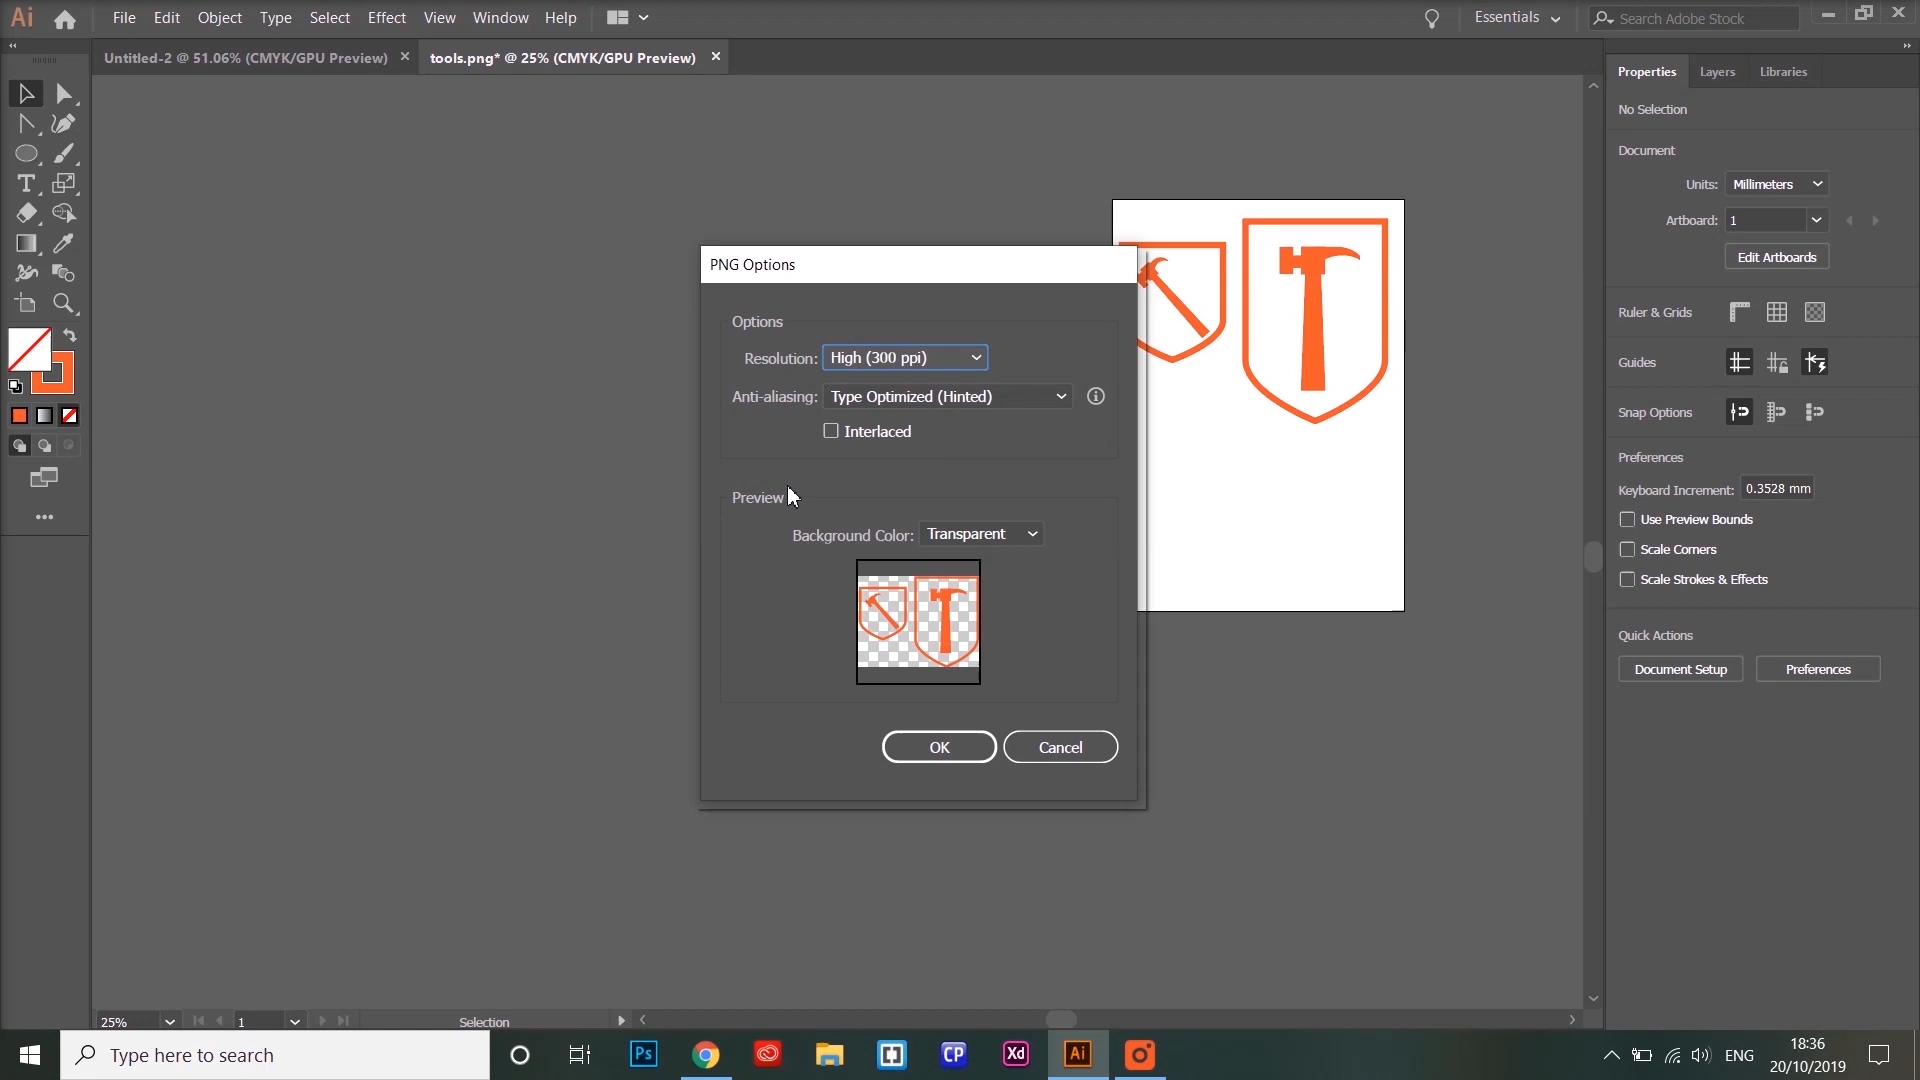 Ai File Edit Object Type Select Effect View Window Help Essentials Search Adobe Stock
Untitled-2 @ 51.06% (CMYK/GPU Preview) tools.png* @ 25% (CMYK/GPU Preview)
Properties Layers Libraries
No Selection
Document
Units: Millimeters
Artboard: 1
Edit Artboards
Ruler & Grids
Guides
Snap Options
Preferences
Keyboard Increment: 0.3528 mm
Use Preview Bounds
Scale Corners
Scale Strokes & Effects
Quick Actions
Document Setup Preferences
PNG Options
Options
Resolution: High (300 ppi)
Anti-aliasing: Type Optimized (Hinted)
Interlaced
Preview
Background Color: Transparent
OK Cancel
25% 1 Selection
Type here to search
Ps CP Xd Ai
ENG
18:36
20/10/2019